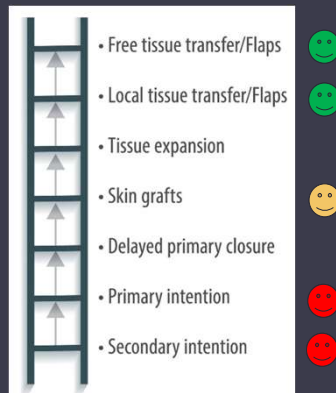 • Free tissue transfer/Flaps
• Local tissue transfer/Flaps
• Tissue expansion
• Skin grafts
• Delayed primary closure
• Primary intention
• Secondary intention